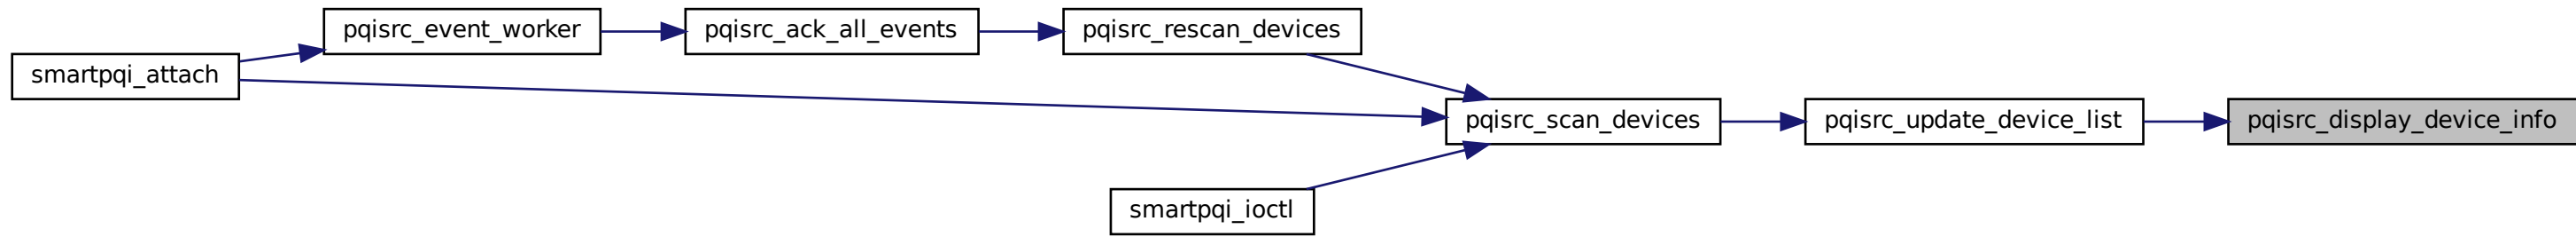 pqisrc_event_worker
pqisrc_ack_all_events
pqisrc_rescan_devices
smartpqi_attach
pqisrc_scan_devices
pqisrc_update_device_list
pqisrc_display_device_info
smartpqi_ioctl